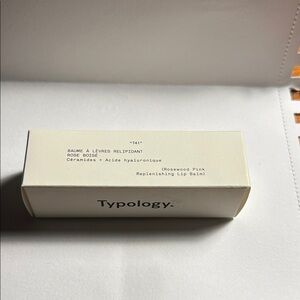 "T41"
BAUME À LÈVRES RELIPIDANT
ROSE BOISÉ
Céramides + Acide hyaluronique
(Rosewood Pink
Replenishing Lip Balm)
Typology.